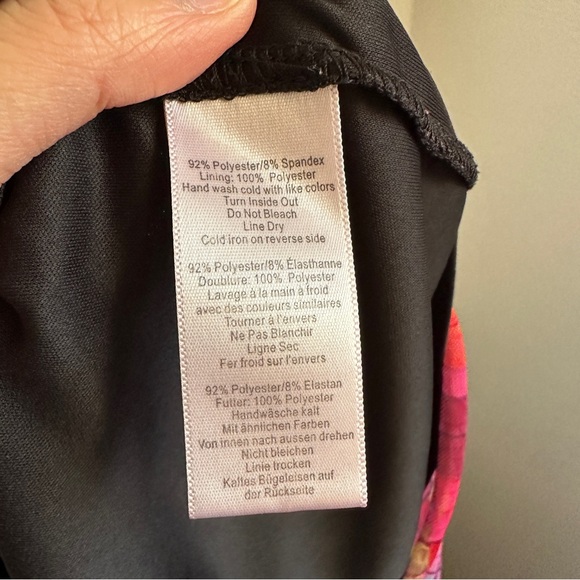 92% Polyester/8% Spandex
Lining: 100% Polyester
Hand wash cold with like colors
Turn Inside Out
Do Not Bleach
Line Dry
Cold iron on reverse side
92% Polyester/8% Élasthanne
Doublure: 100% Polyester
Lavage à la main à froid
avec des couleurs similaires
Tourner à l'envers
Ne Pas Blanchir
Ligne Sec
Fer froid sur l'envers
92% Polyester/8% Elastan
Futter: 100% Polyester
Handwäsche kalt
Mit ähnlichen Farben
Von innen nach aussen drehen
Nicht bleichen
Linie trocken
Kaltes Bügeleisen auf
der Rückseite